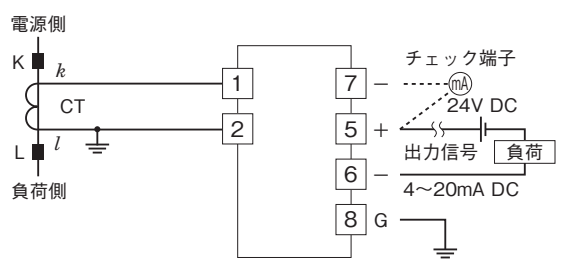 電源側
K
k
CT
l
L
負荷側
1
2
7 −
5 +
6 −
8 G
チェック端子
mA
24V DC
出力信号
負荷
4～20mA DC